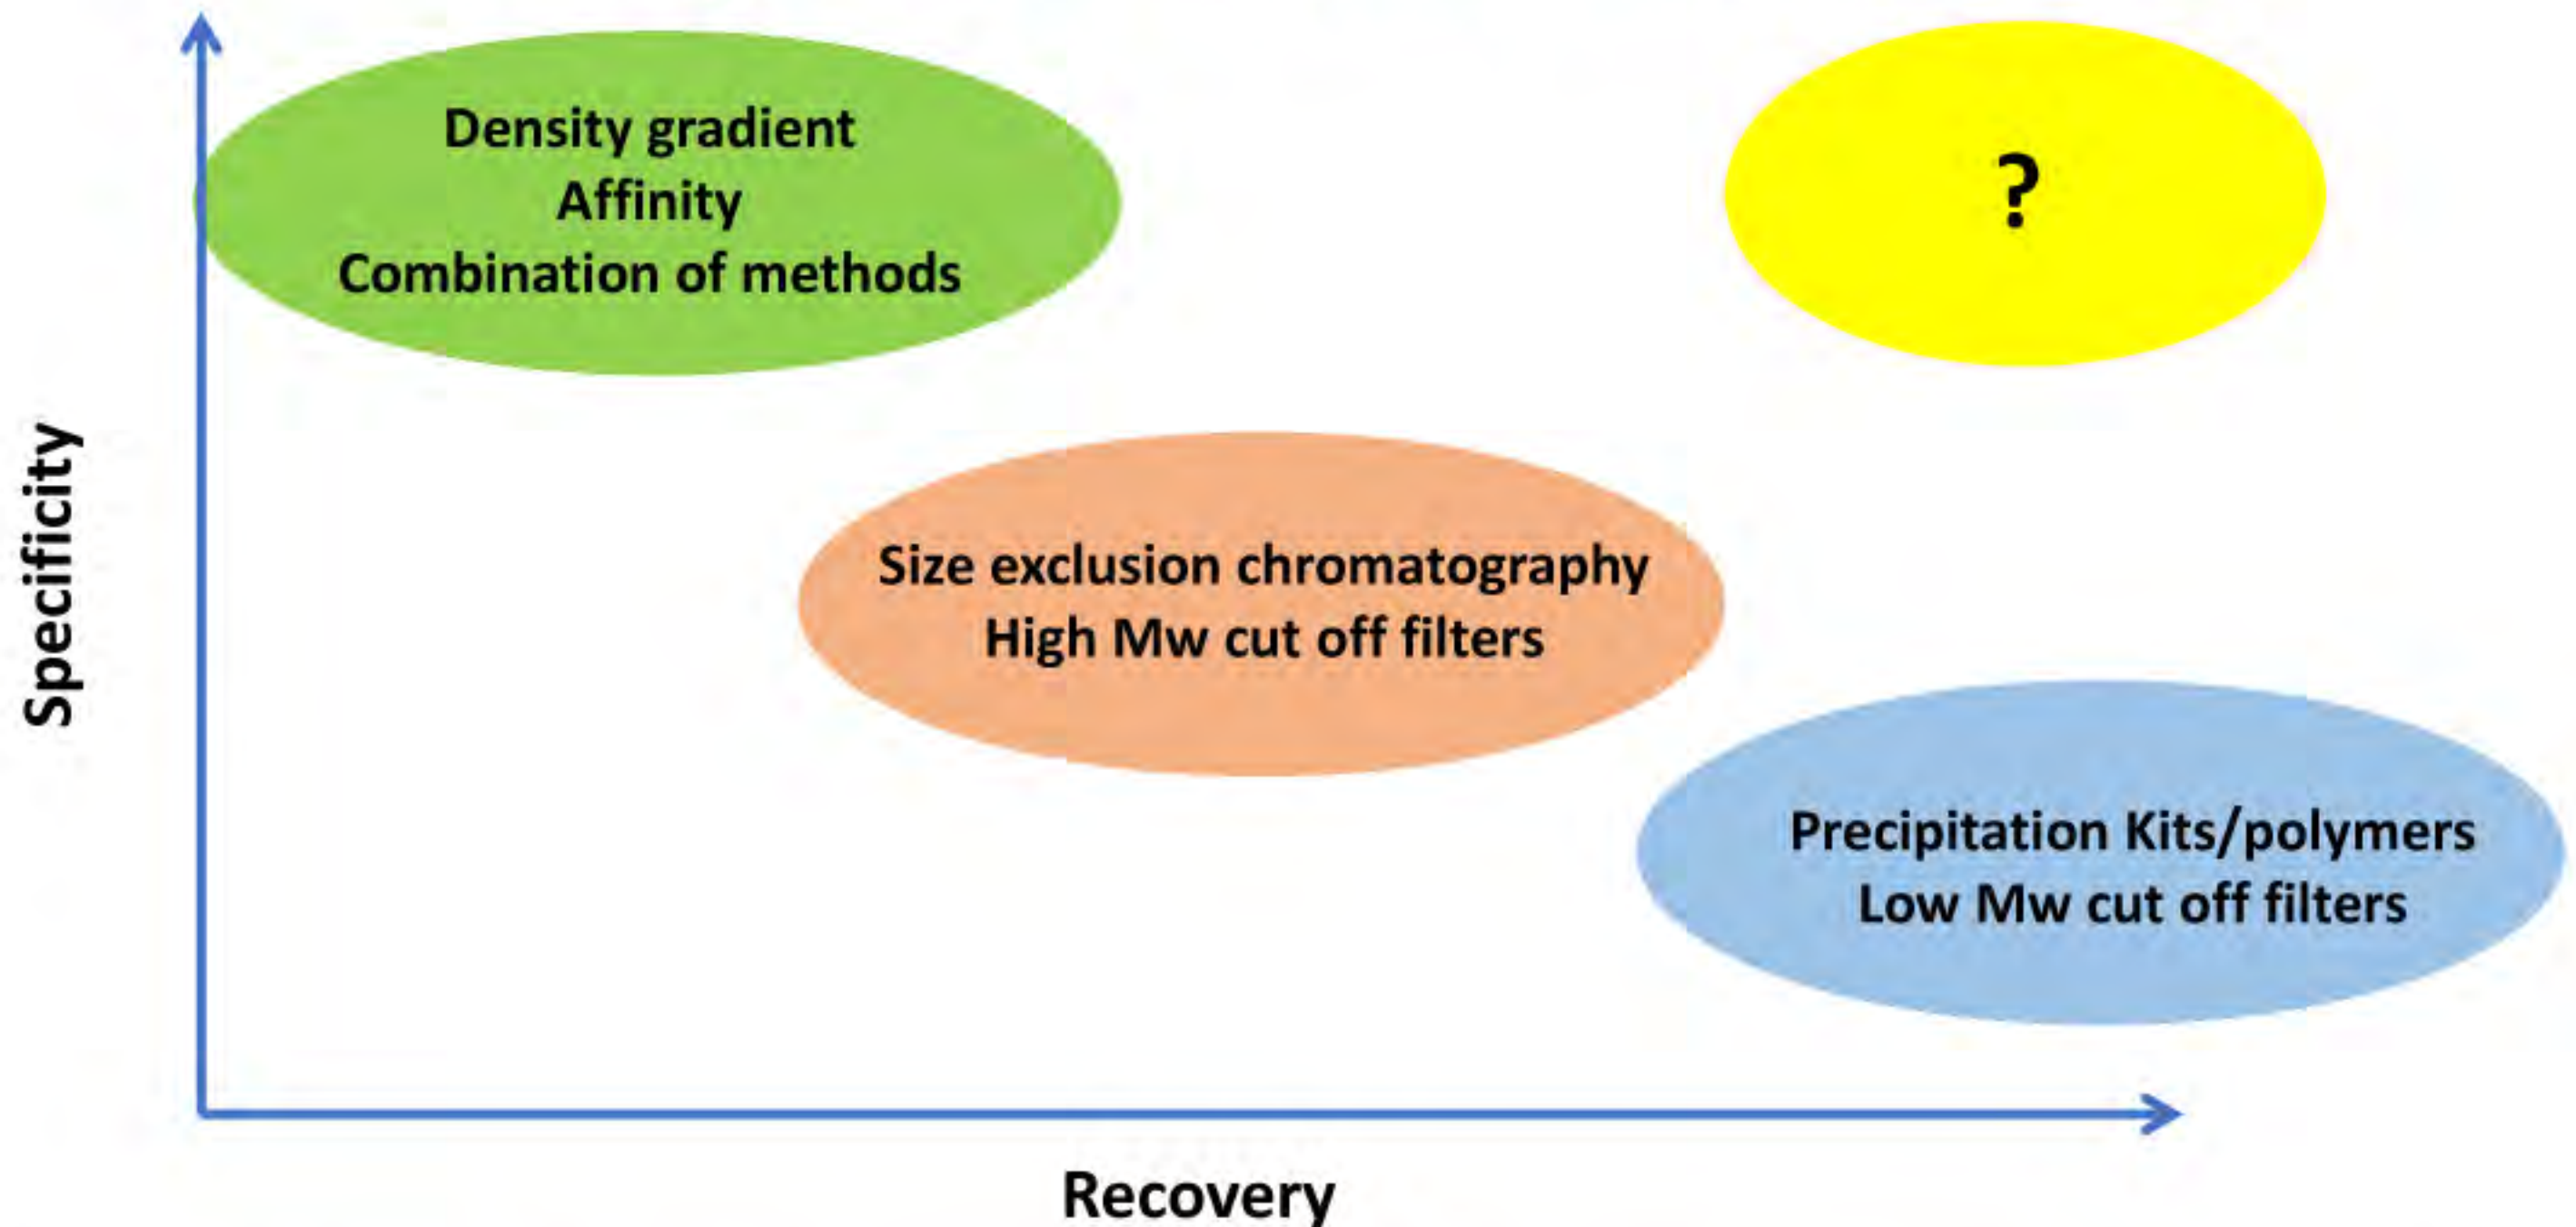 Density gradient
Affinity
Combination of methods
?
Specificity
Size exclusion chromatography
High Mw cut off filters
Precipitation Kits/polymers
Low Mw cut off filters
Recovery